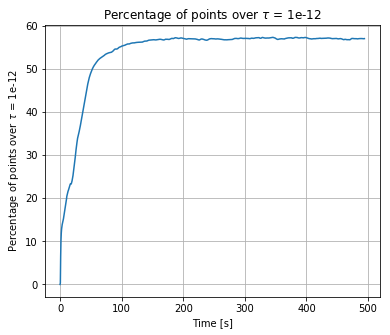 Percentage of points over τ = 1e-12
Percentage of points over τ = 1e-12
60
50
40
30
20
10
0
0 100 200 300 400 500
Time [s]